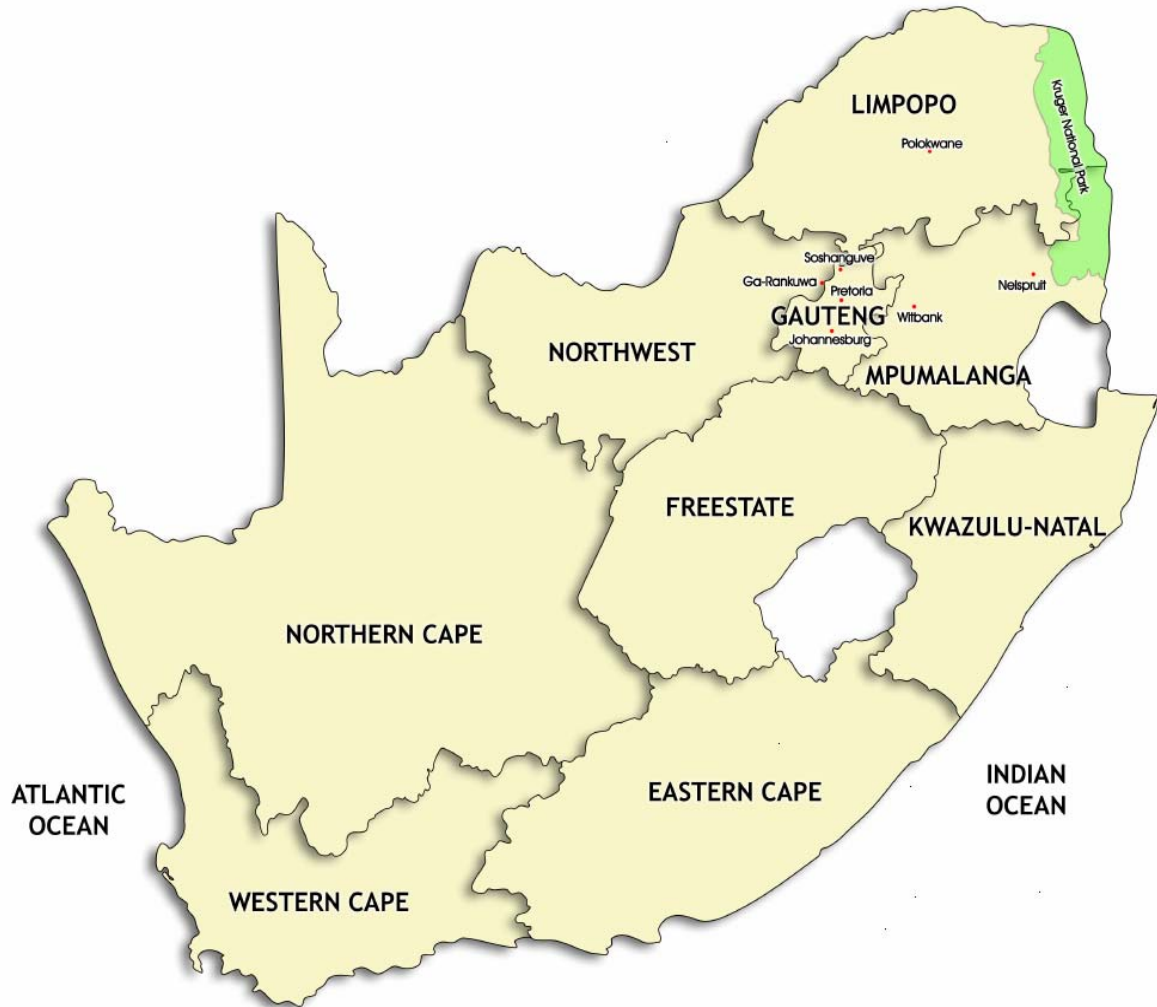 LIMPOPO
Kruger National Park
Polokwane
Soshanguve
Ga-Rankuwa
Pretoria
Nelspruit
GAUTENG
Witbank
Johannesburg
NORTHWEST
MPUMALANGA
FREESTATE
KWAZULU-NATAL
NORTHERN CAPE
ATLANTIC
OCEAN
EASTERN CAPE
INDIAN
OCEAN
WESTERN CAPE